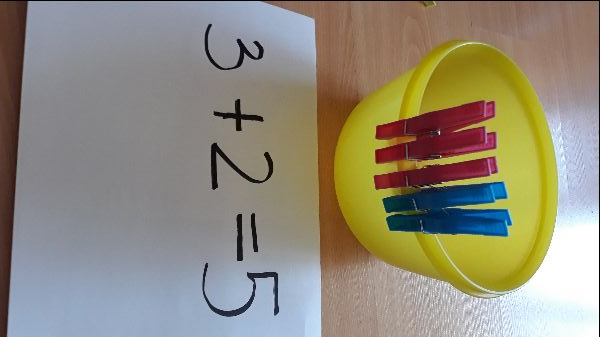 3 + 2 = 5